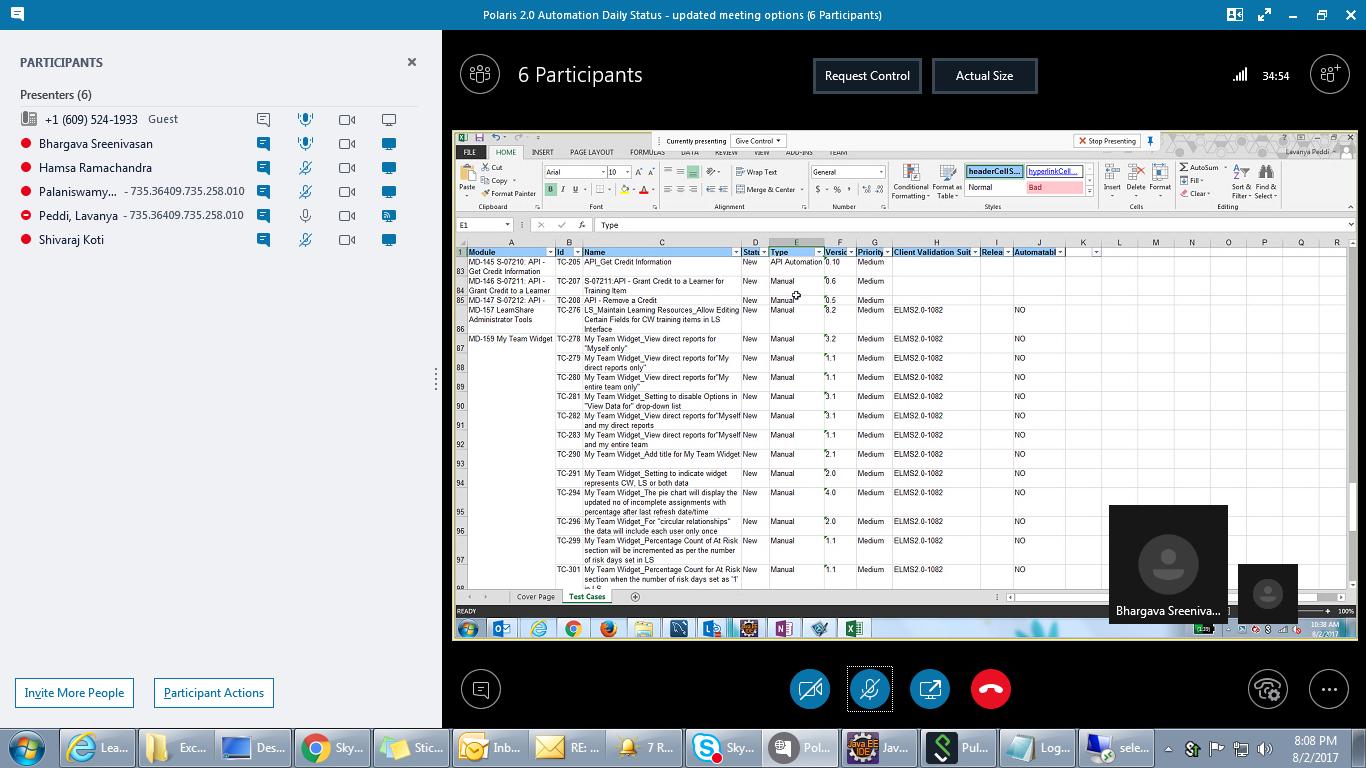 Polaris 2.0 Automation Daily Status - updated meeting options (6 Participants)
PARTICIPANTS
Presenters (6)
+1 (609) 524-1933 Guest
Bhargava Sreenivasan
Hamsa Ramachandra
Palaniswamy... - 735.36409.735.258.010
Peddi, Lavanya - 735.36409.735.258.010
Shivaraj Koti
Invite More People
Participant Actions
6 Participants
Request Control
Actual Size
34:54
Currently presenting
Give Control
Stop Presenting
FILE HOME INSERT PAGE LAYOUT FORMULAS DATA REVIEW VIEW ADD-INS TEAM
Lavanya Peddi
Paste
Cut
Copy
Format Painter
Clipboard
Arial 10
B I U
Font
Wrap Text
Merge & Center
Alignment
General
$ % ,
Number
Conditional Formatting
Format as Table
headerCellS... hyperlinkCell...
Normal Bad
Styles
Insert Delete Format
Cells
AutoSum
Fill
Clear
Sort & Filter
Find & Select
Editing
E1 Type
A B C D E F G H I J K L M N O P Q R
1 Module Id Name Stat Type Versic Priority Client Validation Suit Relea Automatabl
83 MD-145 S-07210: API - Get Credit Information TC-205 API_Get Credit Information New API Automation 0.10 Medium
84 MD-146 S-07211: API - Grant Credit to a Learner TC-207 S-07211:API - Grant Credit to a Learner for Training Item New Manual 0.6 Medium
85 MD-147 S-07212: API - TC-208 API - Remove a Credit New Manual 0.5 Medium
86 MD-157 LearnShare Administrator Tools TC-276 LS_Maintain Learning Resources_Allow Editing Certain Fields for CW training items in LS Interface New Manual 8.2 Medium ELMS2.0-1082 NO
87 MD-159 My Team Widget TC-278 My Team Widget_View direct reports for "Myself only" New Manual 3.2 Medium ELMS2.0-1082 NO
88 TC-279 My Team Widget_View direct reports for"My direct reports only" New Manual 1.1 Medium ELMS2.0-1082 NO
89 TC-280 My Team Widget_View direct reports for"My entire team only" New Manual 1.1 Medium ELMS2.0-1082 NO
90 TC-281 My Team Widget_Setting to disable Options in "View Data for" drop-down list New Manual 3.1 Medium ELMS2.0-1082 NO
91 TC-282 My Team Widget_View direct reports for"Myself and my direct reports New Manual 3.1 Medium ELMS2.0-1082 NO
92 TC-283 My Team Widget_View direct reports for"Myself and my entire team New Manual 1.1 Medium ELMS2.0-1082 NO
93 TC-290 My Team Widget_Add title for My Team Widget New Manual 2.1 Medium ELMS2.0-1082 NO
94 TC-291 My Team Widget_Setting to indicate widget represents CW, LS or both data New Manual 2.0 Medium ELMS2.0-1082 NO
95 TC-294 My Team Widget_The pie chart will display the updated no of incomplete assignments with percentage after last refresh date/time New Manual 4.0 Medium ELMS2.0-1082 NO
96 TC-296 My Team Widget_For "circular relationships" the data will include each user only once New Manual 2.0 Medium ELMS2.0-1082 NO
97 TC-299 My Team Widget_Percentage Count of At Risk section will be incremented as per the number of risk days set in LS New Manual 1.1 Medium ELMS2.0-1082 NO
98 TC-301 My Team Widget_Percentage Count for At Risk section when the number of risk days set as '1' in LS New Manual 1.1 Medium ELMS2.0-1082 NO
Cover Page Test Cases
READY
100%
10:38 AM
8/2/2017
Bhargava Sreeniva...
Lea... Exc... Des... Sky... Stic... Inb... RE: ... 7 R... Sky... Pol... Jav... Pul... Log... sele...
8:08 PM
8/2/2017